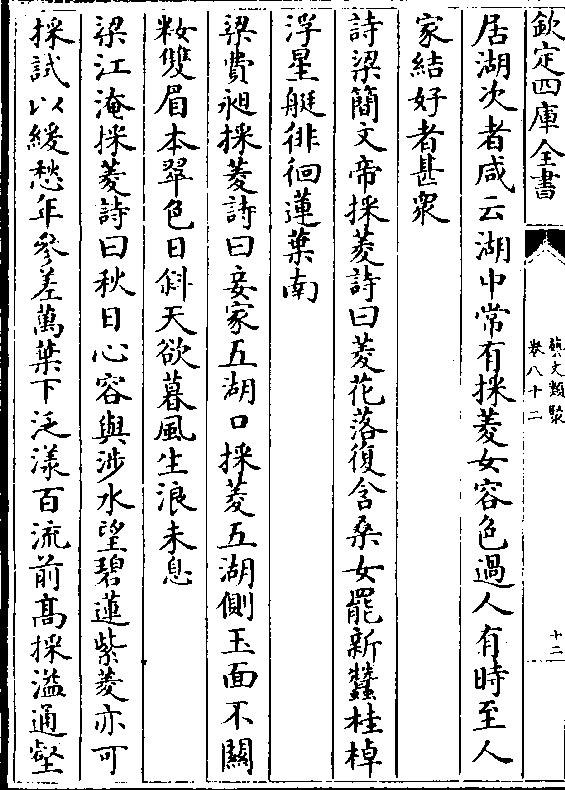 欽定四庫全書
藝文類聚
卷八十二
十二
居湖次者咸云湖中常有採菱女容色過人有時至人
家結好者甚衆
詩梁簡文帝採菱詩曰菱花落復含桑女罷新蠶桂棹
浮星艇徘徊蓮葉南
梁費昶採菱詩曰妾家五湖口採菱五湖側玉面不關
粧雙眉本翠色日斜天欲暮風生浪未息
梁江淹採菱詩曰秋日心容與涉水望碧蓮紫菱亦可
採試以緩愁年參差萬葉下泛漾百流前髙採溢通壑